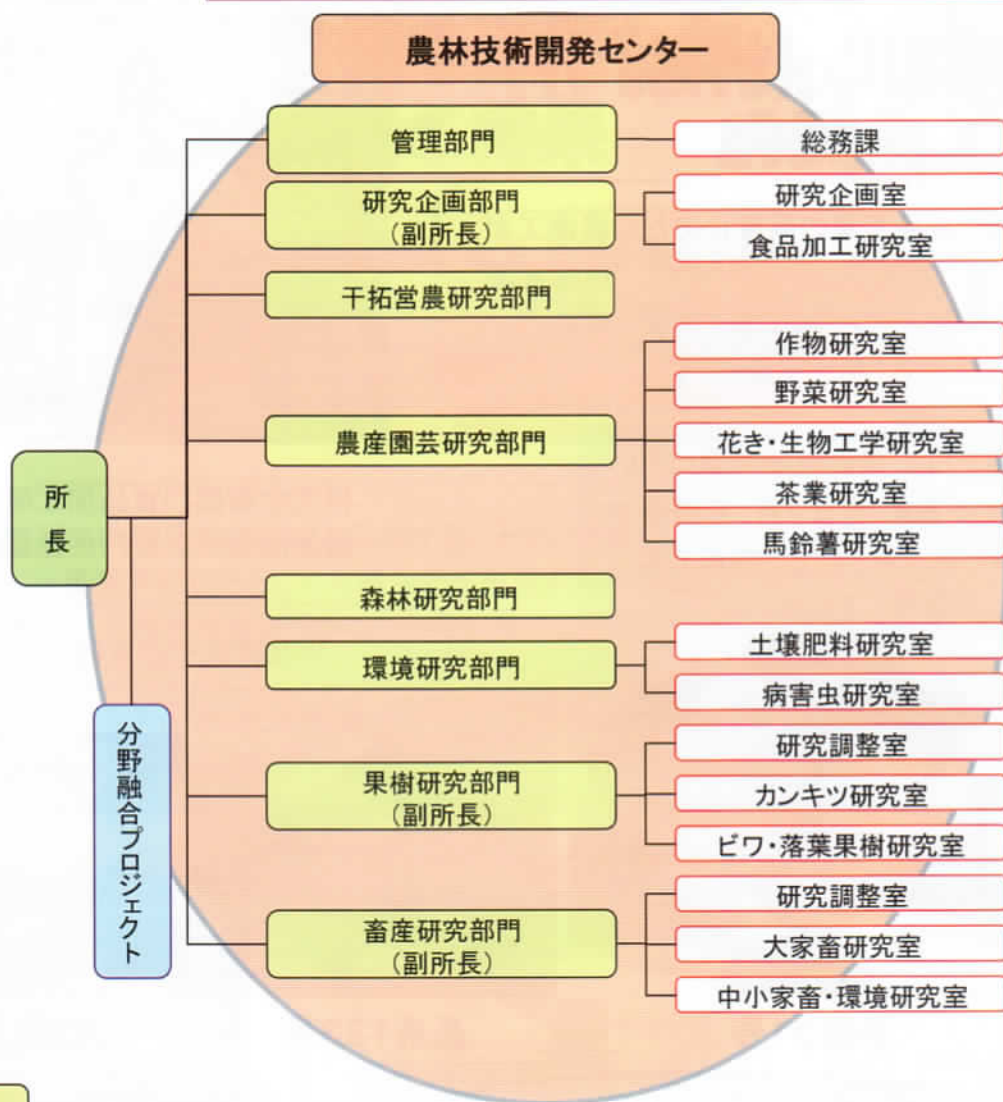 農林技術開発センター
管理部門
総務課
研究企画部門
(副所長)
研究企画室
食品加工研究室
干拓営農研究部門
農産園芸研究部門
作物研究室
野菜研究室
花き・生物工学研究室
茶業研究室
馬鈴薯研究室
所長
森林研究部門
環境研究部門
土壌肥料研究室
病害虫研究室
分野融合プロジェクト
果樹研究部門
(副所長)
研究調整室
カンキツ研究室
ビワ・落葉果樹研究室
畜産研究部門
(副所長)
研究調整室
大家畜研究室
中小家畜・環境研究室